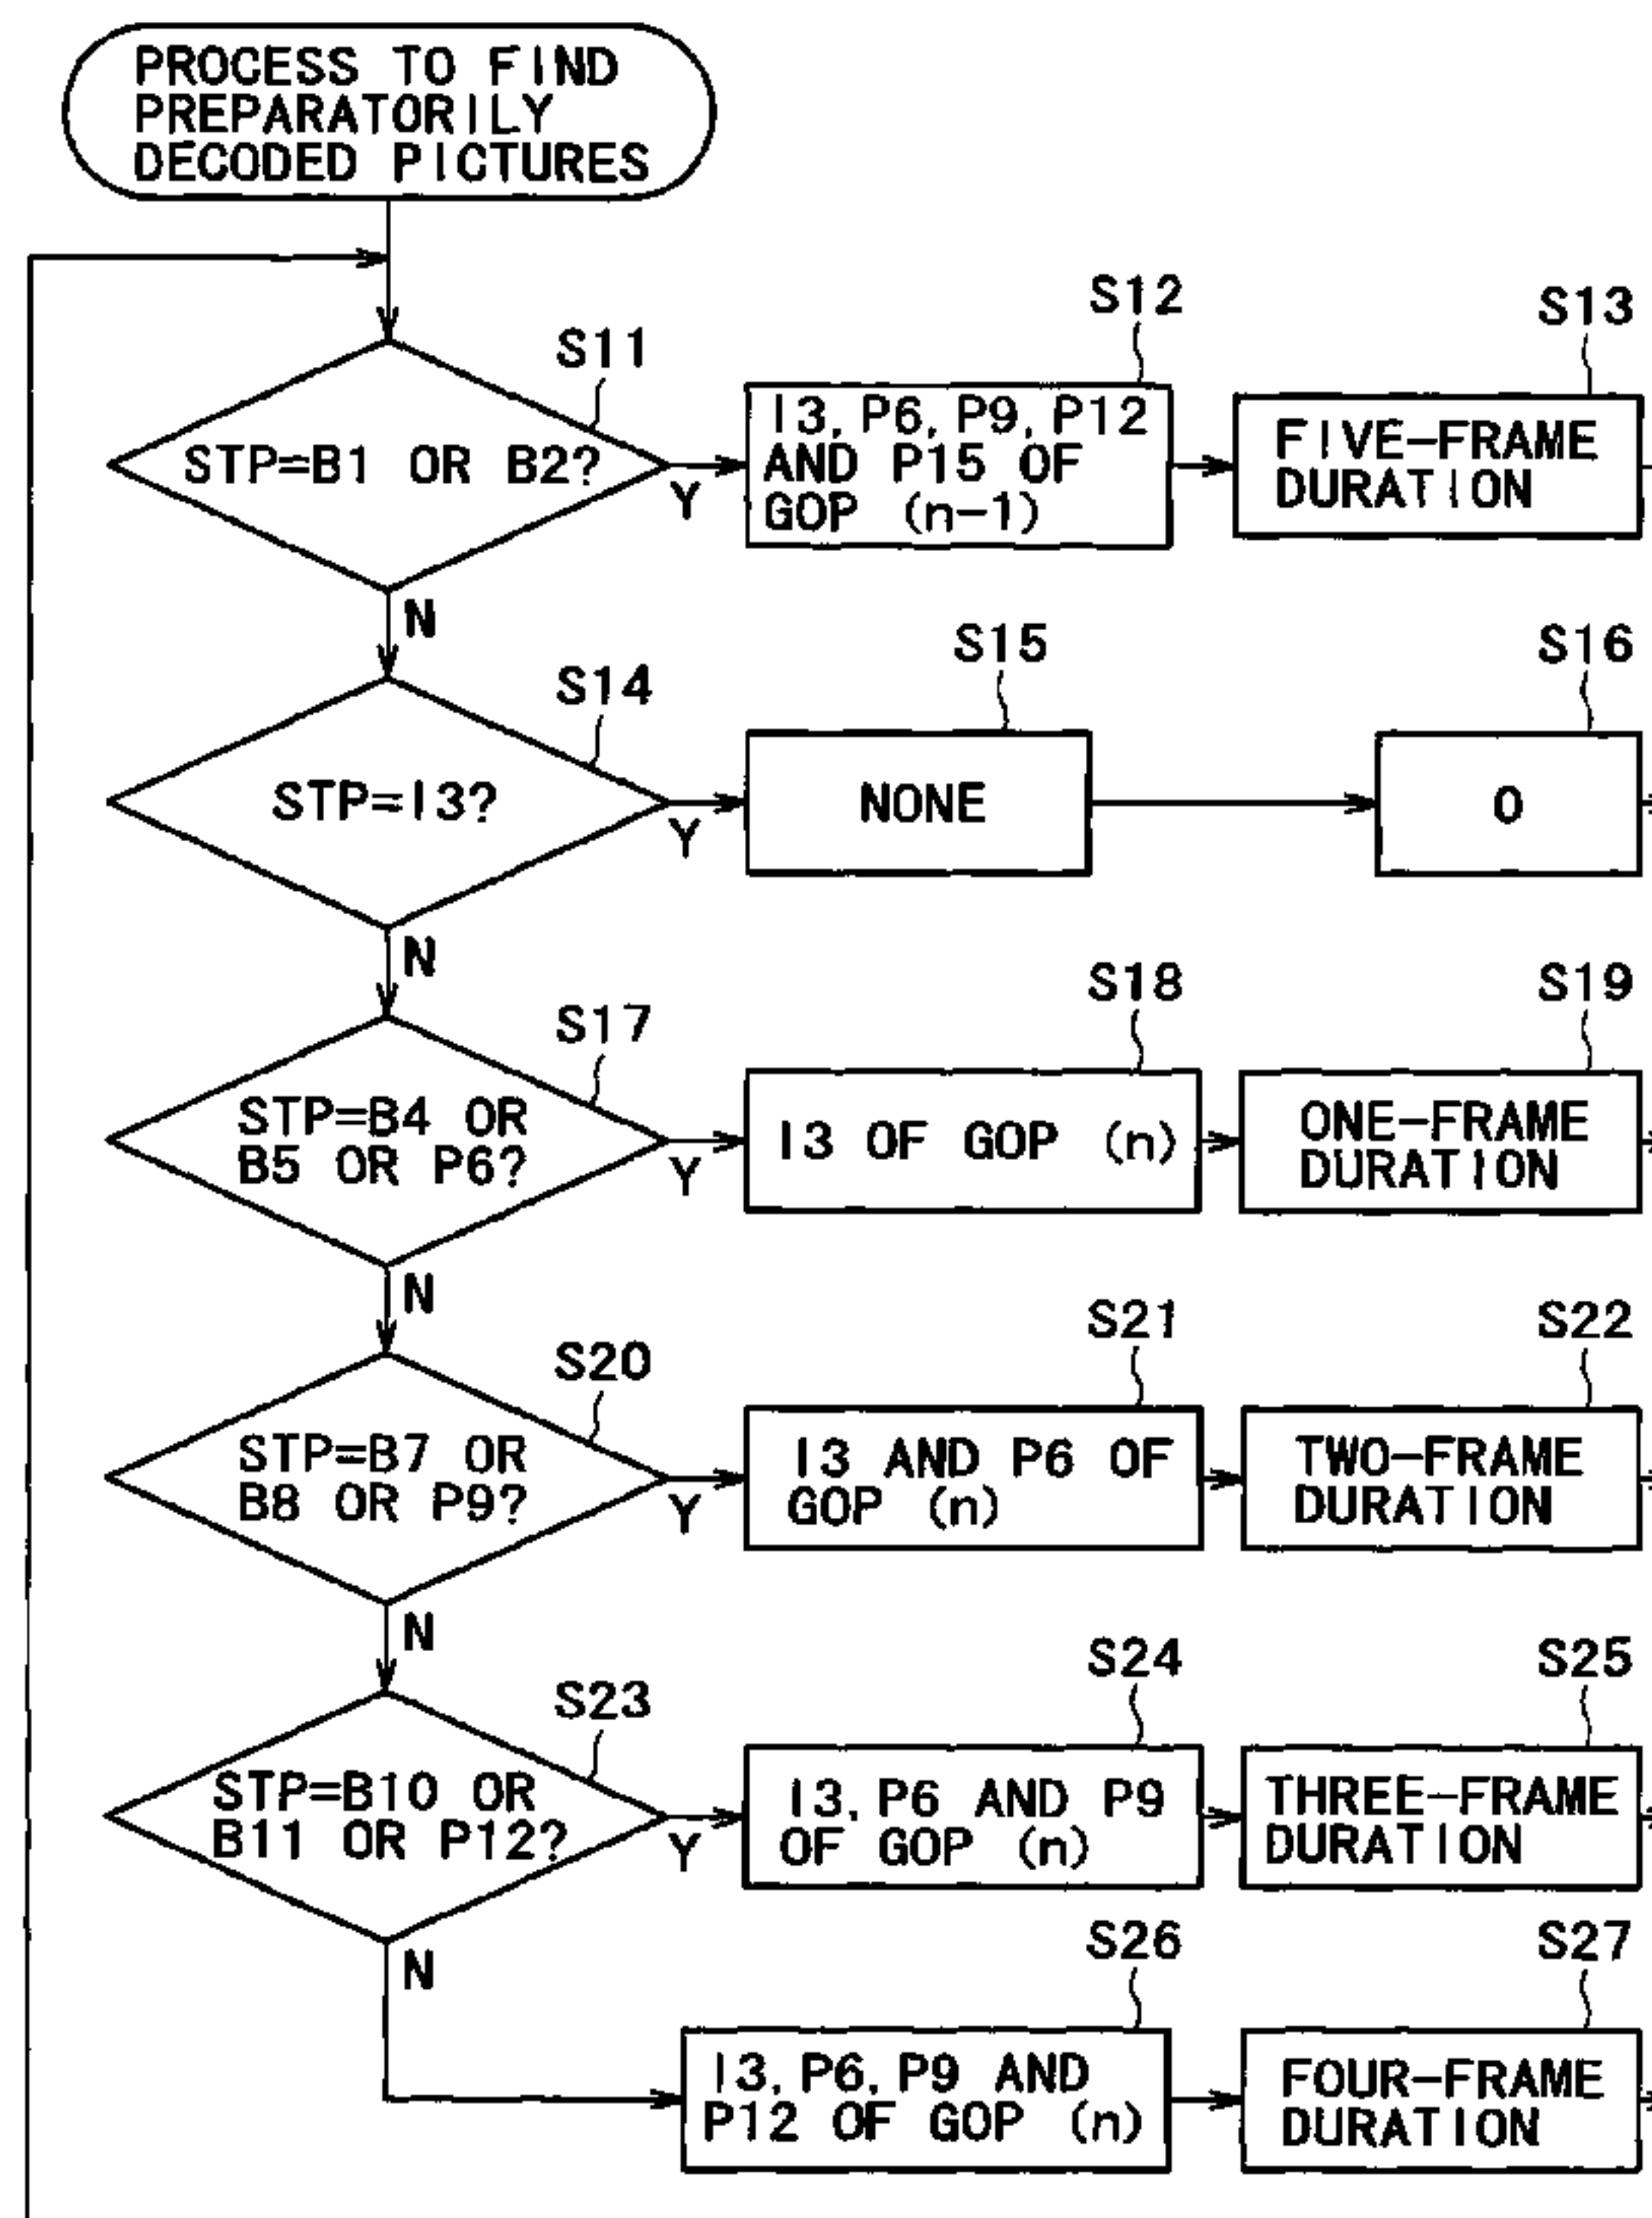 PROCESS TO FIND
PREPARATORILY
DECODED PICTURES
S11
STP=B1 OR B2?
Y
N
S12
I3, P6, P9, P12
AND P15 OF
GOP (n-1)
S13
FIVE-FRAME
DURATION
S14
STP=I3?
Y
N
S15
NONE
S16
0
S17
STP=B4 OR
B5 OR P6?
Y
N
S18
I3 OF GOP (n)
S19
ONE-FRAME
DURATION
S20
STP=B7 OR
B8 OR P9?
Y
N
S21
I3 AND P6 OF
GOP (n)
S22
TWO-FRAME
DURATION
S23
STP=B10 OR
B11 OR P12?
Y
N
S24
I3, P6 AND P9
OF GOP (n)
S25
THREE-FRAME
DURATION
S26
I3, P6, P9 AND
P12 OF GOP (n)
S27
FOUR-FRAME
DURATION